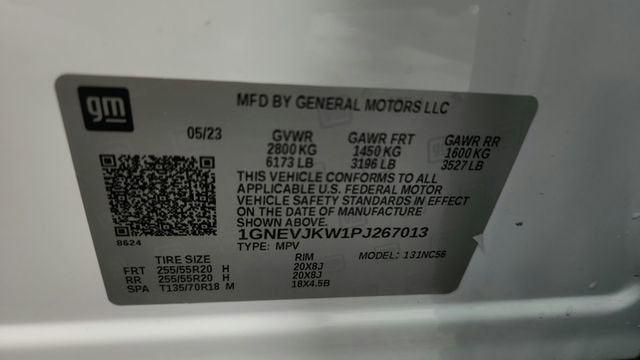 gm
MFD BY GENERAL MOTORS LLC
05/23 GVWR GAWR FRT GAWR RR
2800 KG 1450 KG 1600 KG
6173 LB 3196 LB 3527 LB
THIS VEHICLE CONFORMS TO ALL
APPLICABLE U.S. FEDERAL MOTOR
VEHICLE SAFETY STANDARDS IN EFFECT
ON THE DATE OF MANUFACTURE
SHOWN ABOVE.
8624 1GNEVJKW1PJ267013
TYPE: MPV MODEL: 131NC56
TIRE SIZE RIM
FRT 255/55R20 H 20X8J
RR 255/55R20 H 20X8J
SPA T135/70R18 M 18X4.5B